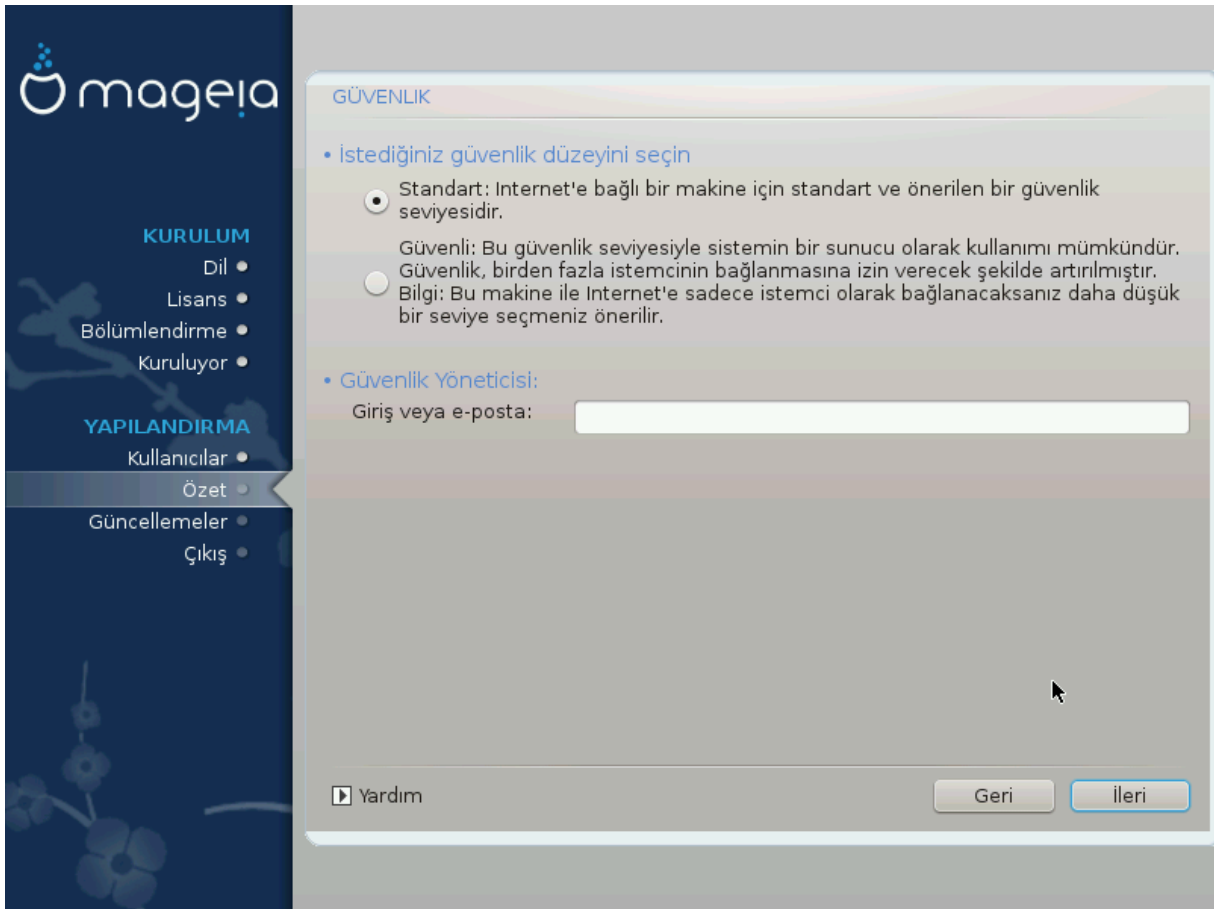 mageia
KURULUM
Dil
Lisans
Bölümlendirme
Kuruluyor
YAPILANDIRMA
Kullanıcılar
Özet
Güncellemeler
Çıkış
GÜVENLIK
• İstediğiniz güvenlik düzeyini seçin
Standart: Internet'e bağlı bir makine için standart ve önerilen bir güvenlik
seviyesidir.
Güvenli: Bu güvenlik seviyesiyle sistemin bir sunucu olarak kullanımı mümkündür.
Güvenlik, birden fazla istemcinin bağlanmasına izin verecek şekilde artırılmıştır.
Bilgi: Bu makine ile Internet'e sadece istemci olarak bağlanacaksanız daha düşük
bir seviye seçmeniz önerilir.
• Güvenlik Yöneticisi:
Giriş veya e-posta:
Yardım
Geri
İleri